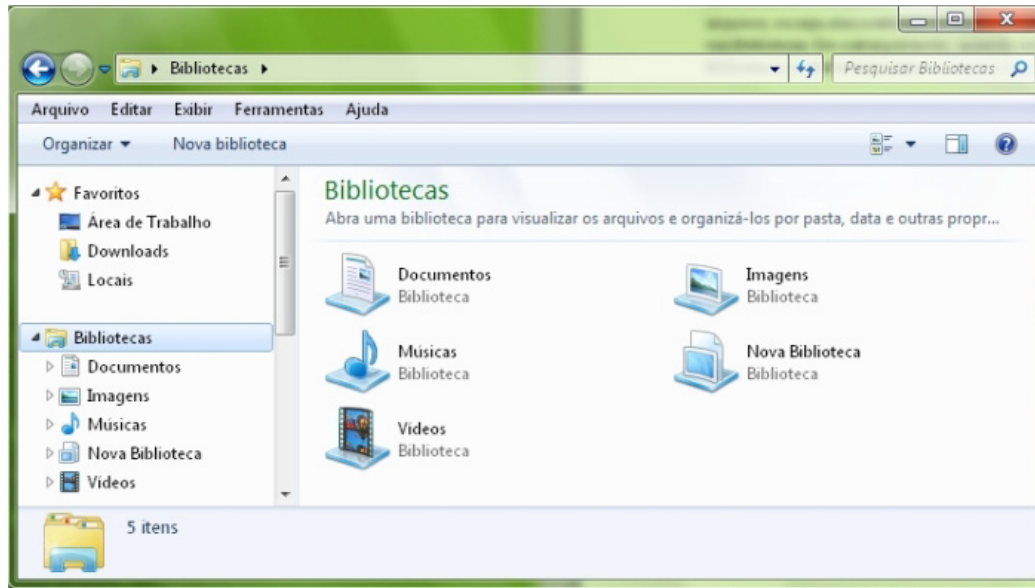 Bibliotecas
Pesquisar Bibliotecas
Arquivo Editar Exibir Ferramentas Ajuda
Organizar Nova biblioteca
Favoritos
Área de Trabalho
Downloads
Locais
Bibliotecas
Documentos
Imagens
Músicas
Nova Biblioteca
Vídeos
Bibliotecas
Abra uma biblioteca para visualizar os arquivos e organizá-los por pasta, data e outras propr...
Documentos
Biblioteca
Imagens
Biblioteca
Músicas
Biblioteca
Nova Biblioteca
Biblioteca
Vídeos
Biblioteca
5 itens